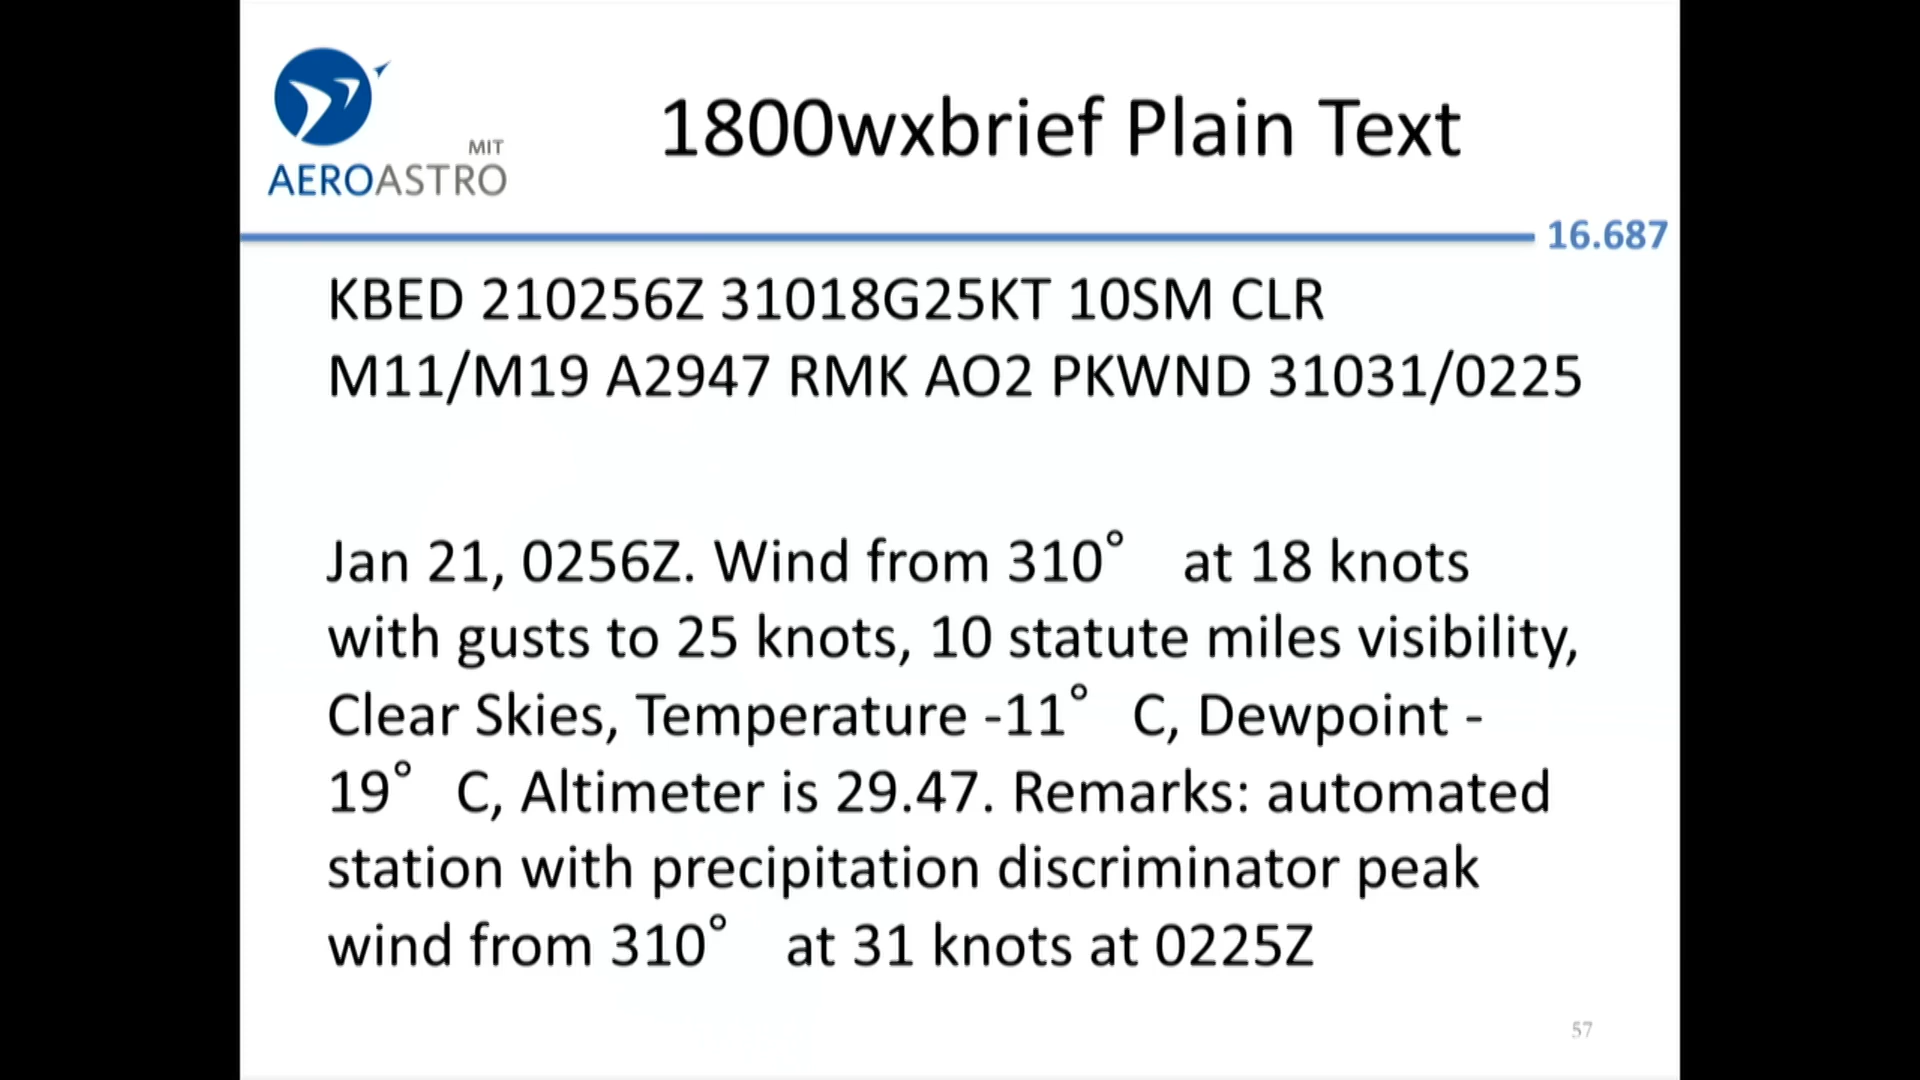 MIT
AEROASTRO
1800wxbrief Plain Text
16.687
KBED 210256Z 31018G25KT 10SM CLR
M11/M19 A2947 RMK AO2 PKWND 31031/0225
Jan 21, 0256Z. Wind from 310° at 18 knots
with gusts to 25 knots, 10 statute miles visibility,
Clear Skies, Temperature -11° C, Dewpoint -
19° C, Altimeter is 29.47. Remarks: automated
station with precipitation discriminator peak
wind from 310° at 31 knots at 0225Z
57